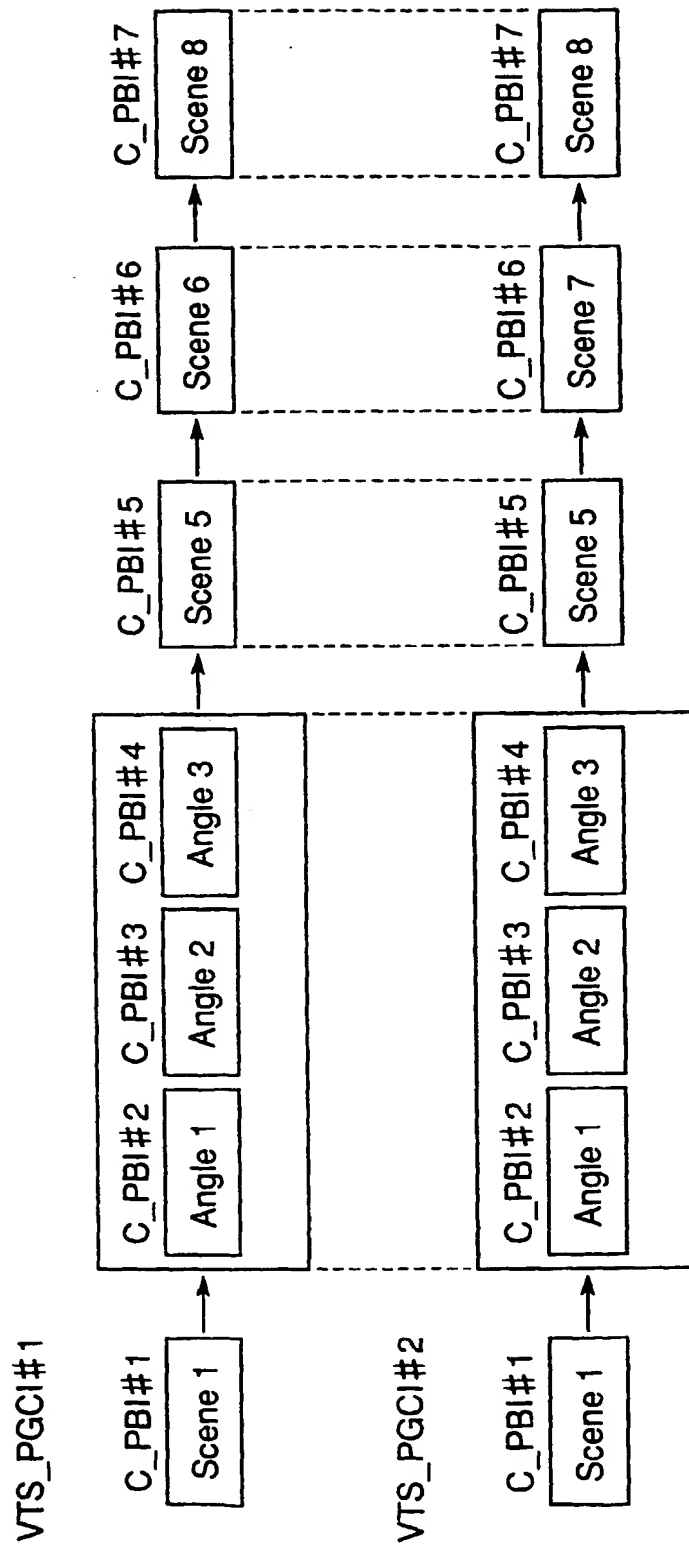 VTS_PGCI#1
C_PBI#1
Scene 1
C_PBI#2
Angle 1
C_PBI#3
Angle 2
C_PBI#4
Angle 3
C_PBI#5
Scene 5
C_PBI#6
Scene 6
C_PBI#7
Scene 8
VTS_PGCI#2
C_PBI#1
Scene 1
C_PBI#2
Angle 1
C_PBI#3
Angle 2
C_PBI#4
Angle 3
C_PBI#5
Scene 5
C_PBI#6
Scene 7
C_PBI#7
Scene 8